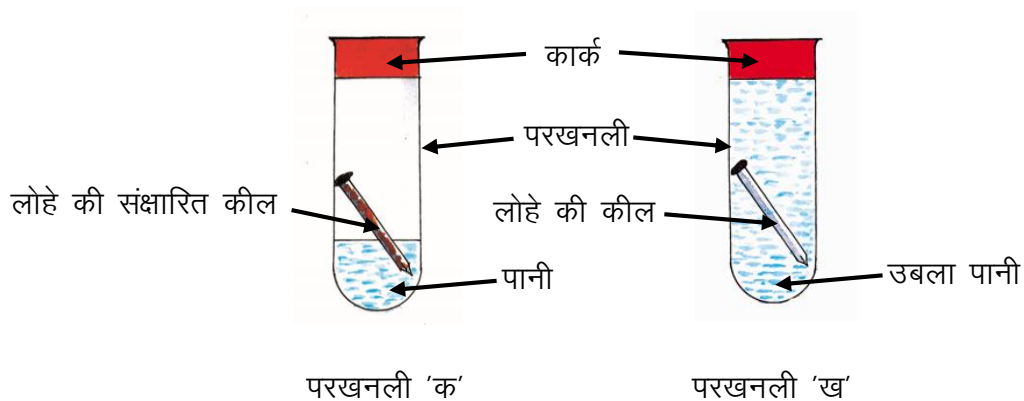 कार्क
परखनली
लोहे की संक्षारित कील
लोहे की कील
पानी
उबला पानी
परखनली 'क'
परखनली 'ख'